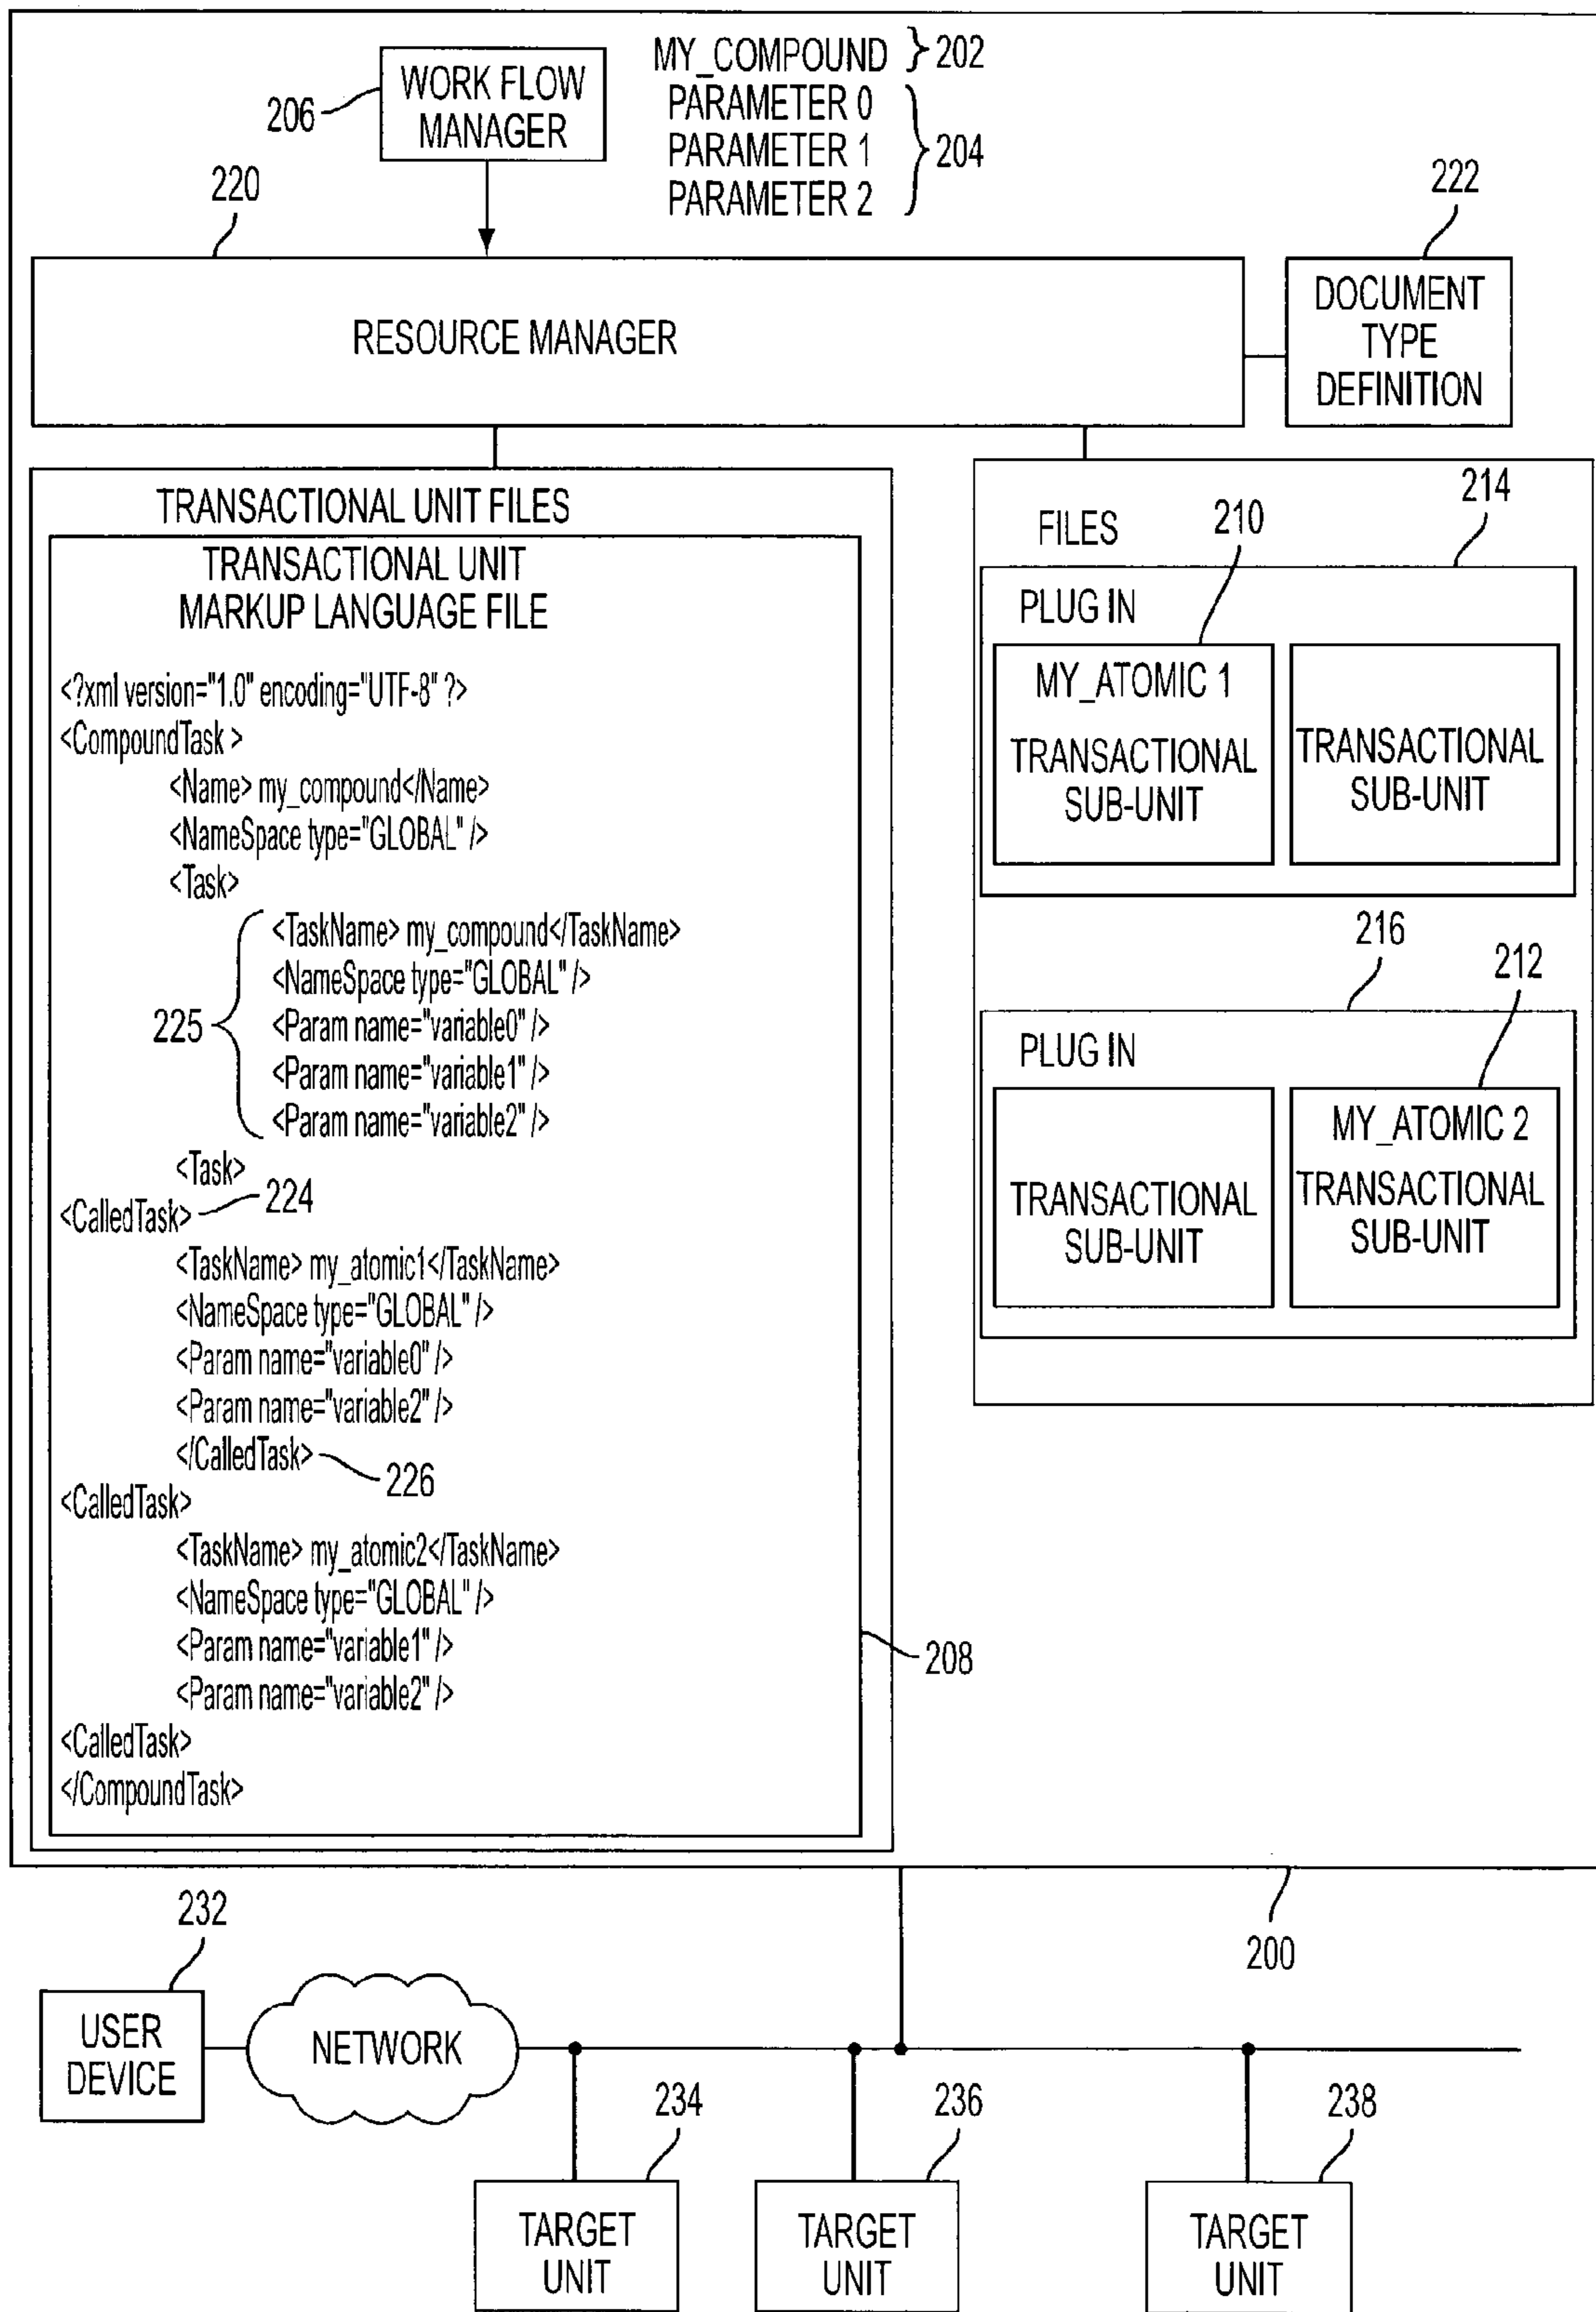 MY_COMPOUND } 202
WORK FLOW
MANAGER
206
PARAMETER 0
PARAMETER 1
PARAMETER 2
204
220
222
RESOURCE MANAGER
DOCUMENT
TYPE
DEFINITION
TRANSACTIONAL UNIT FILES
TRANSACTIONAL UNIT
MARKUP LANGUAGE FILE
<?xml version="1.0" encoding="UTF-8" ?>
<CompoundTask >
<Name> my_compound</Name>
<NameSpace type="GLOBAL" />
<Task>
225
<TaskName> my_compound</TaskName>
<NameSpace type="GLOBAL" />
<Param name="variable0" />
<Param name="variable1" />
<Param name="variable2" />
<Task>
<CalledTask> 224
<TaskName> my_atomic1</TaskName>
<NameSpace type="GLOBAL" />
<Param name="variable0" />
<Param name="variable2" />
</CalledTask> 226
<CalledTask>
<TaskName> my_atomic2</TaskName>
<NameSpace type="GLOBAL" />
<Param name="variable1" />
<Param name="variable2" />
<CalledTask>
</CompoundTask>
208
FILES
210
214
PLUG IN
MY_ATOMIC 1
TRANSACTIONAL
SUB-UNIT
TRANSACTIONAL
SUB-UNIT
216
212
PLUG IN
TRANSACTIONAL
SUB-UNIT
MY_ATOMIC 2
TRANSACTIONAL
SUB-UNIT
200
232
USER
DEVICE
NETWORK
234
TARGET
UNIT
236
TARGET
UNIT
238
TARGET
UNIT